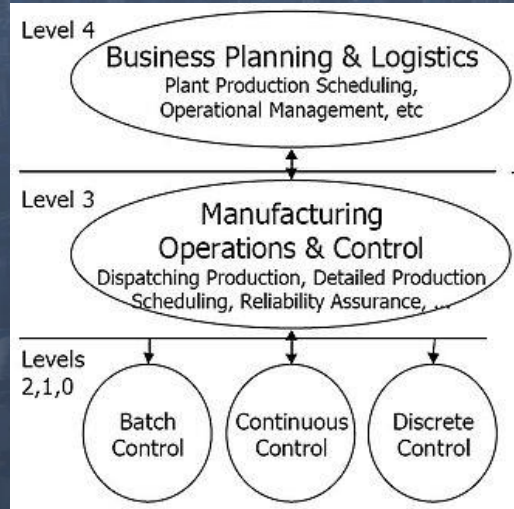 Level 4
Business Planning & Logistics
Plant Production Scheduling,
Operational Management, etc
Level 3
Manufacturing
Operations & Control
Dispatching Production, Detailed Production
Scheduling, Reliability Assurance, ...
Levels
2,1,0
Batch
Control
Continuous
Control
Discrete
Control